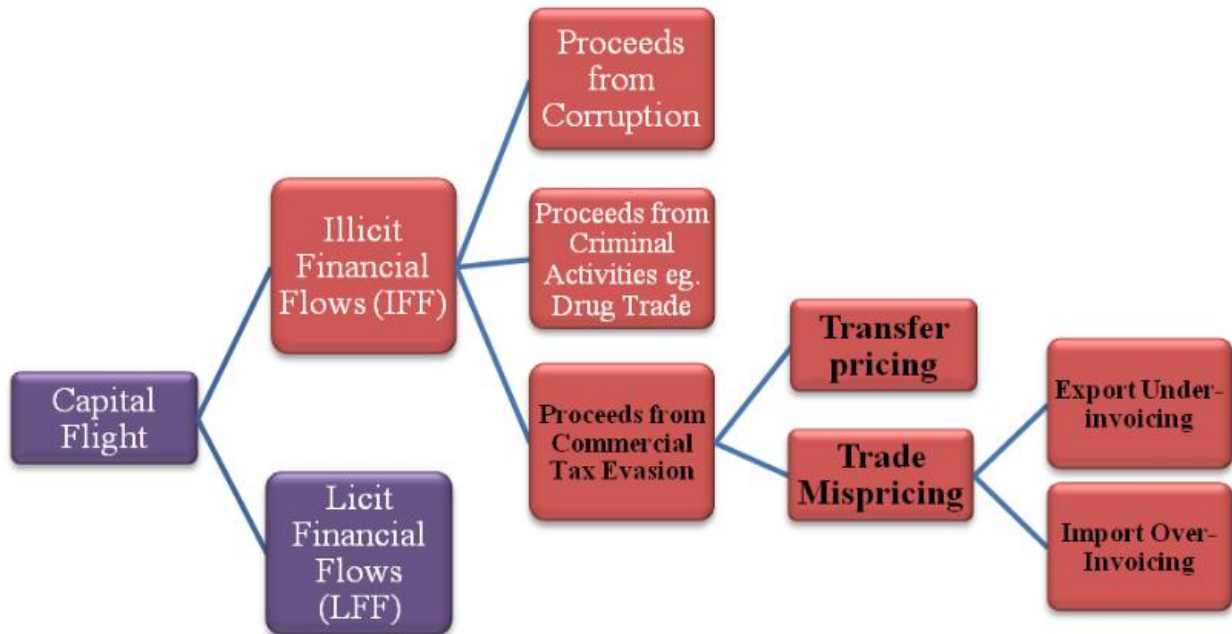 Proceeds
from
Corruption
Illicit
Financial
Flows (IFF)
Proceeds from
Criminal
Activities eg.
Drug Trade
Transfer
pricing
Capital
Flight
Proceeds from
Commercial
Tax Evasion
Export Under-
invoicing
Trade
Mispricing
Licit
Financial
Flows
(LFF)
Import Over-
Invoicing